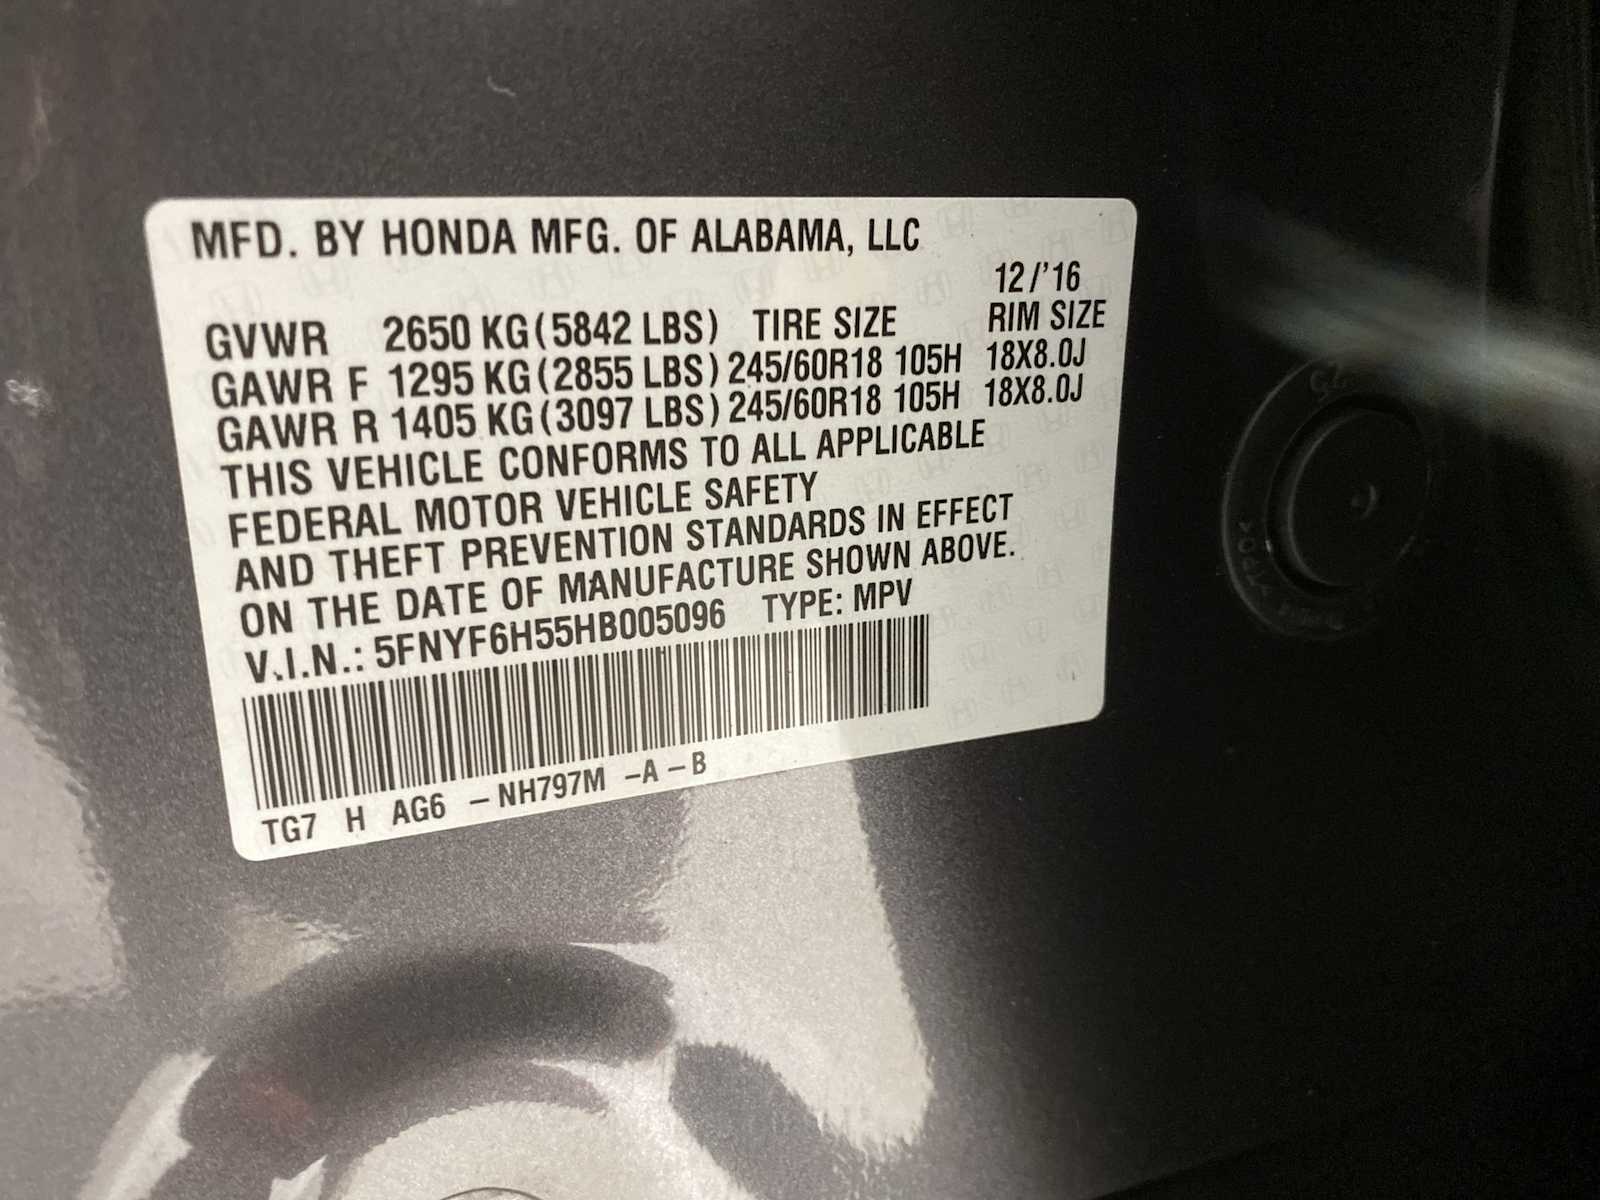 MFD. BY HONDA MFG. OF ALABAMA, LLC
12/'16
GVWR 2650 KG (5842 LBS) TIRE SIZE RIM SIZE
GAWR F 1295 KG (2855 LBS) 245/60R18 105H 18X8.0J
GAWR R 1405 KG (3097 LBS) 245/60R18 105H 18X8.0J
THIS VEHICLE CONFORMS TO ALL APPLICABLE
FEDERAL MOTOR VEHICLE SAFETY
AND THEFT PREVENTION STANDARDS IN EFFECT
ON THE DATE OF MANUFACTURE SHOWN ABOVE.
V.I.N.: 5FNYF6H55HB005096 TYPE: MPV
TG7 H AG6 -NH797M -A -B
25